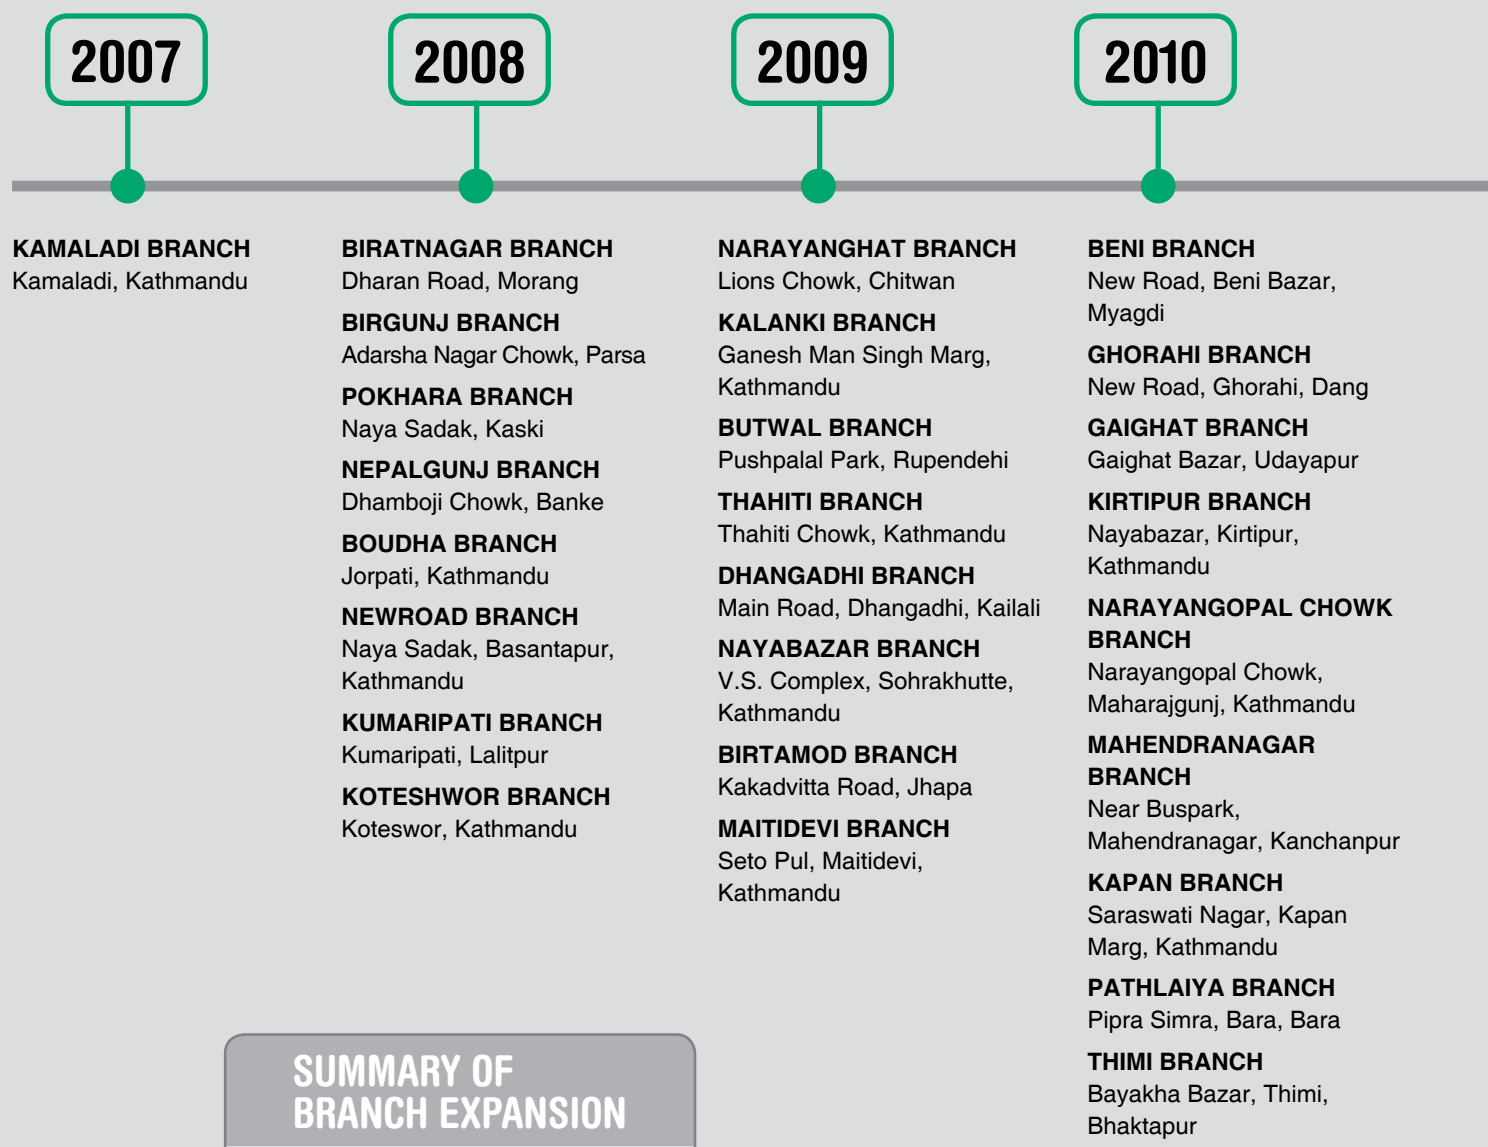 2007
KAMALADI BRANCH
Kamaladi, Kathmandu
2008
BIRATNAGAR BRANCH
Dharan Road, Morang
BIRGUNJ BRANCH
Adarsha Nagar Chowk, Parsa
POKHARA BRANCH
Naya Sadak, Kaski
NEPALGUNJ BRANCH
Dhamboji Chowk, Banke
BOUDHA BRANCH
Jorpati, Kathmandu
NEWROAD BRANCH
Naya Sadak, Basantapur,
Kathmandu
KUMARIPATI BRANCH
Kumaripati, Lalitpur
KOTESHWOR BRANCH
Koteswor, Kathmandu
2009
NARAYANGHAT BRANCH
Lions Chowk, Chitwan
KALANKI BRANCH
Ganesh Man Singh Marg,
Kathmandu
BUTWAL BRANCH
Pushpalal Park, Rupendehi
THAHITI BRANCH
Thahiti Chowk, Kathmandu
DHANGADHI BRANCH
Main Road, Dhangadhi, Kailali
NAYABAZAR BRANCH
V.S. Complex, Sohrakhutte,
Kathmandu
BIRTAMOD BRANCH
Kakadvitta Road, Jhapa
MAITIDEVI BRANCH
Seto Pul, Maitidevi,
Kathmandu
2010
BENI BRANCH
New Road, Beni Bazar,
Myagdi
GHORAHI BRANCH
New Road, Ghorahi, Dang
GAIGHAT BRANCH
Gaighat Bazar, Udayapur
KIRTIPUR BRANCH
Nayabazar, Kirtipur,
Kathmandu
NARAYANGOPAL CHOWK
BRANCH
Narayangopal Chowk,
Maharajgunj, Kathmandu
MAHENDRANAGAR
BRANCH
Near Buspark,
Mahendranagar, Kanchanpur
KAPAN BRANCH
Saraswati Nagar, Kapan
Marg, Kathmandu
PATHLAIYA BRANCH
Pipra Simra, Bara, Bara
THIMI BRANCH
Bayakha Bazar, Thimi,
Bhaktapur
SUMMARY OF
BRANCH EXPANSION